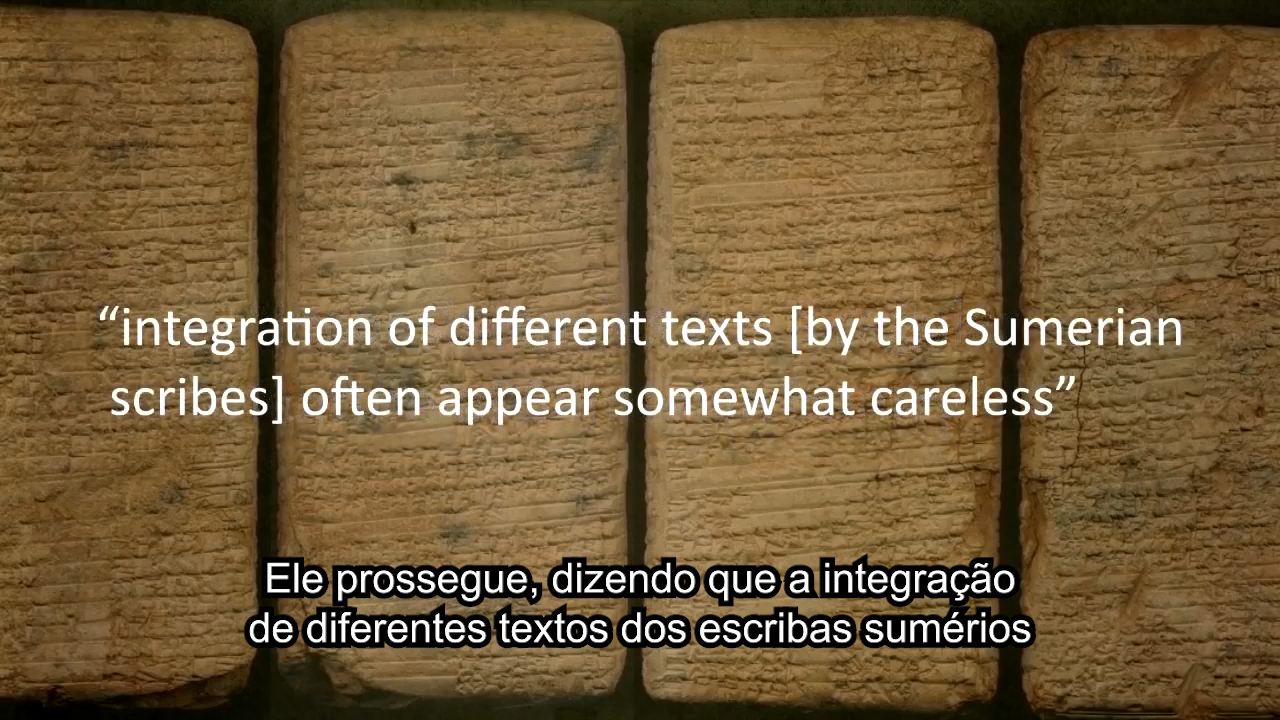 “integration of different texts [by the Sumerian
scribes] often appear somewhat careless”
Ele prossegue, dizendo que a integração
de diferentes textos dos escribas sumérios